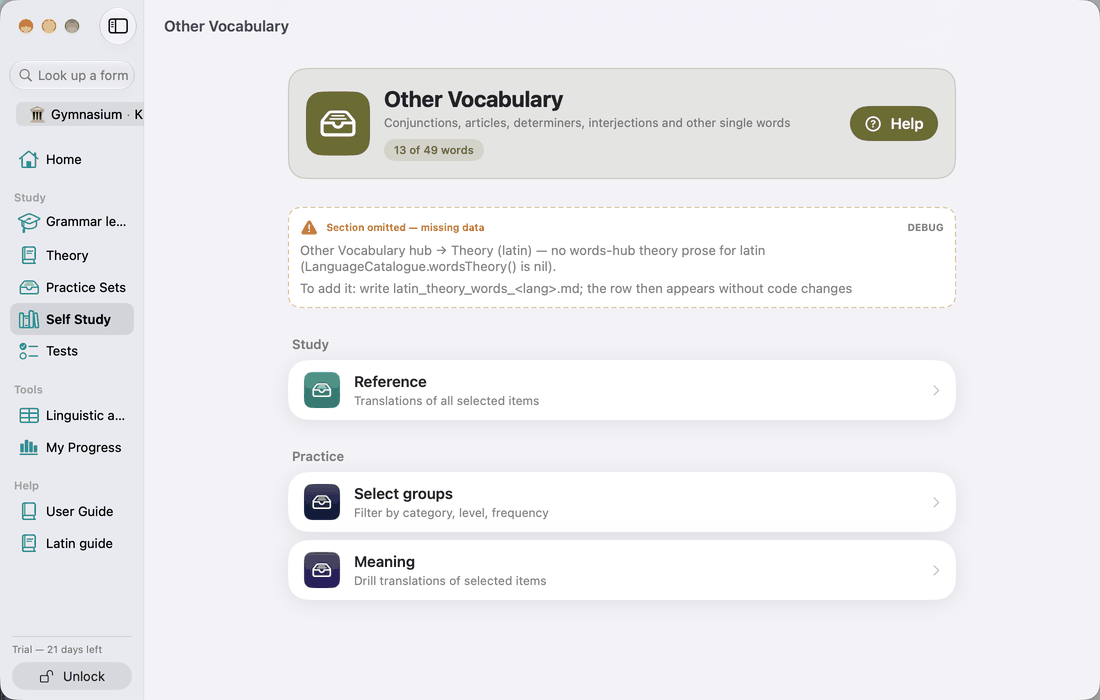 Other Vocabulary
Look up a form
Gymnasium · K
Home
Study
Grammar le...
Theory
Practice Sets
Self Study
Tests
Tools
Linguistic a...
My Progress
Help
User Guide
Latin guide
Trial — 21 days left
Unlock
Other Vocabulary
Conjunctions, articles, determiners, interjections and other single words
13 of 49 words
Help
Section omitted — missing data
DEBUG
Other Vocabulary hub → Theory (latin) — no words-hub theory prose for latin
(LanguageCatalogue.wordsTheory() is nil).
To add it: write latin_theory_words_<lang>.md; the row then appears without code changes
Study
Reference
Translations of all selected items
Practice
Select groups
Filter by category, level, frequency
Meaning
Drill translations of selected items